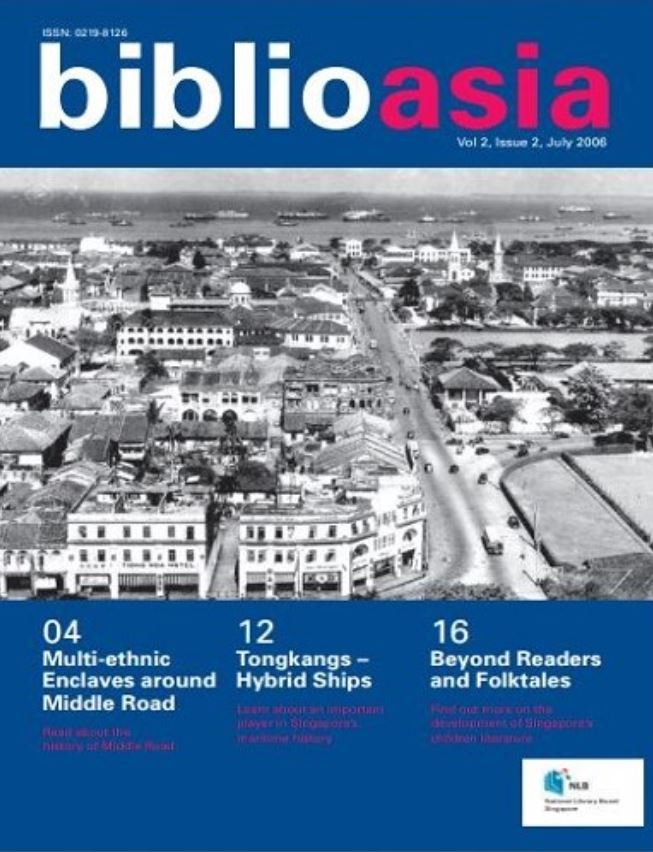 ISSN: 0219-8126
biblioasia
Vol 2, Issue 2, July 2006
TIONG HOA HOTEL
04
Multi-ethnic
Enclaves around
Middle Road
Read about the
history of Middle Road
12
Tongkangs –
Hybrid Ships
Learn about an important
player in Singapore's
maritime history
16
Beyond Readers
and Folktales
Find out more on the
development of Singapore's
children literature
NLB
National Library Board
Singapore